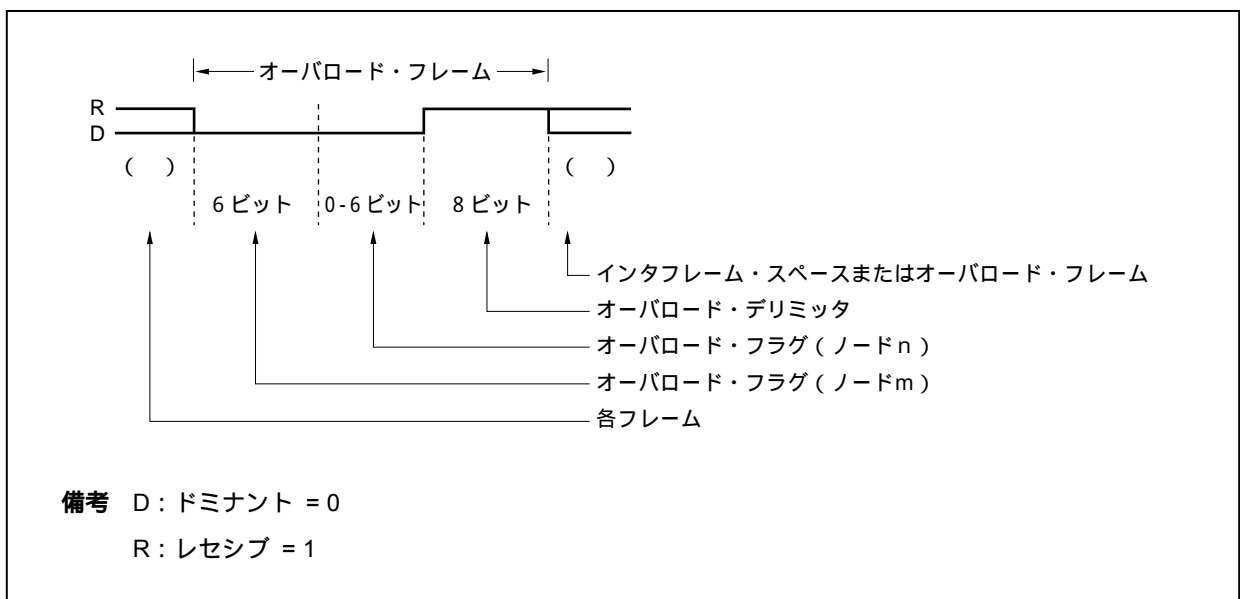 オーバロード・フレーム
R
D
(　) (　)
6 ビット 0-6 ビット 8 ビット
インタフレーム・スペースまたはオーバロード・フレーム
オーバロード・デリミッタ
オーバロード・フラグ（ノードn）
オーバロード・フラグ（ノードm）
各フレーム
備考 D：ドミナント = 0
R：レセシブ = 1